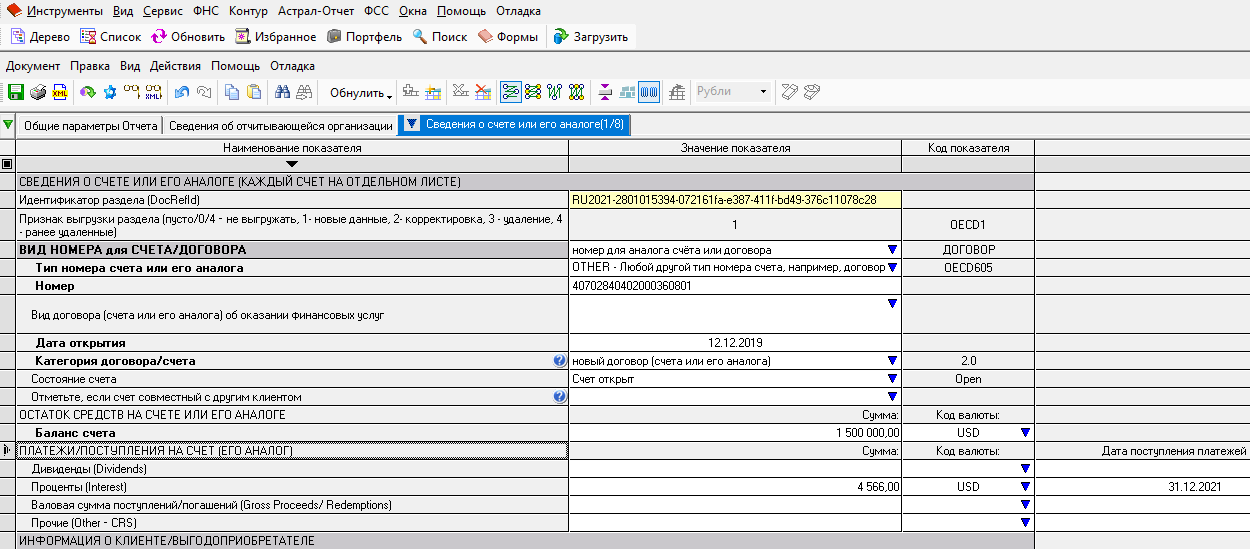 Инструменты Вид Сервис ФНС Контур Астрал-Отчет ФСС Окна Помощь Отладка
Дерево Список Обновить Избранное Портфель Поиск Формы Загрузить
Документ Правка Вид Действия Помощь Отладка
XML XML Обнулить Рубли
Общие параметры Отчета Сведения об отчитывающейся организации Сведения о счете или его аналоге(1/8)
Наименование показателя Значение показателя Код показателя
СВЕДЕНИЯ О СЧЕТЕ ИЛИ ЕГО АНАЛОГЕ (КАЖДЫЙ СЧЕТ НА ОТДЕЛЬНОМ ЛИСТЕ)
Идентификатор раздела (DocRefId) RU2021-2801015394-072161fa-e387-411f-bd49-376c11078c28
Признак выгрузки раздела (пусто/0/4 - не выгружать, 1- новые данные, 2- корректировка, 3 - удаление, 4
- ранее удаленные) 1 OECD1
ВИД НОМЕРА для СЧЕТА/ДОГОВОРА номер для аналога счёта или договора ДОГОВОР
Тип номера счета или его аналога OTHER - Любой другой тип номера счета, например, договор OECD605
Номер 40702840402000360801
Вид договора (счета или его аналога) об оказании финансовых услуг
Дата открытия 12.12.2019
Категория договора/счета новый договор (счета или его аналога) 2.0
Состояние счета Счет открыт Open
Отметьте, если счет совместный с другим клиентом
ОСТАТОК СРЕДСТВ НА СЧЕТЕ ИЛИ ЕГО АНАЛОГЕ Сумма: Код валюты:
Баланс счета 1 500 000,00 USD
ПЛАТЕЖИ/ПОСТУПЛЕНИЯ НА СЧЕТ (ЕГО АНАЛОГ) Сумма: Код валюты: Дата поступления платежей
Дивиденды (Dividends)
Проценты (Interest) 4 566,00 USD 31.12.2021
Валовая сумма поступлений/погашений (Gross Proceeds/ Redemptions)
Прочие (Other - CRS)
ИНФОРМАЦИЯ О КЛИЕНТЕ/ВЫГОДОПРИОБРЕТАТЕЛЕ